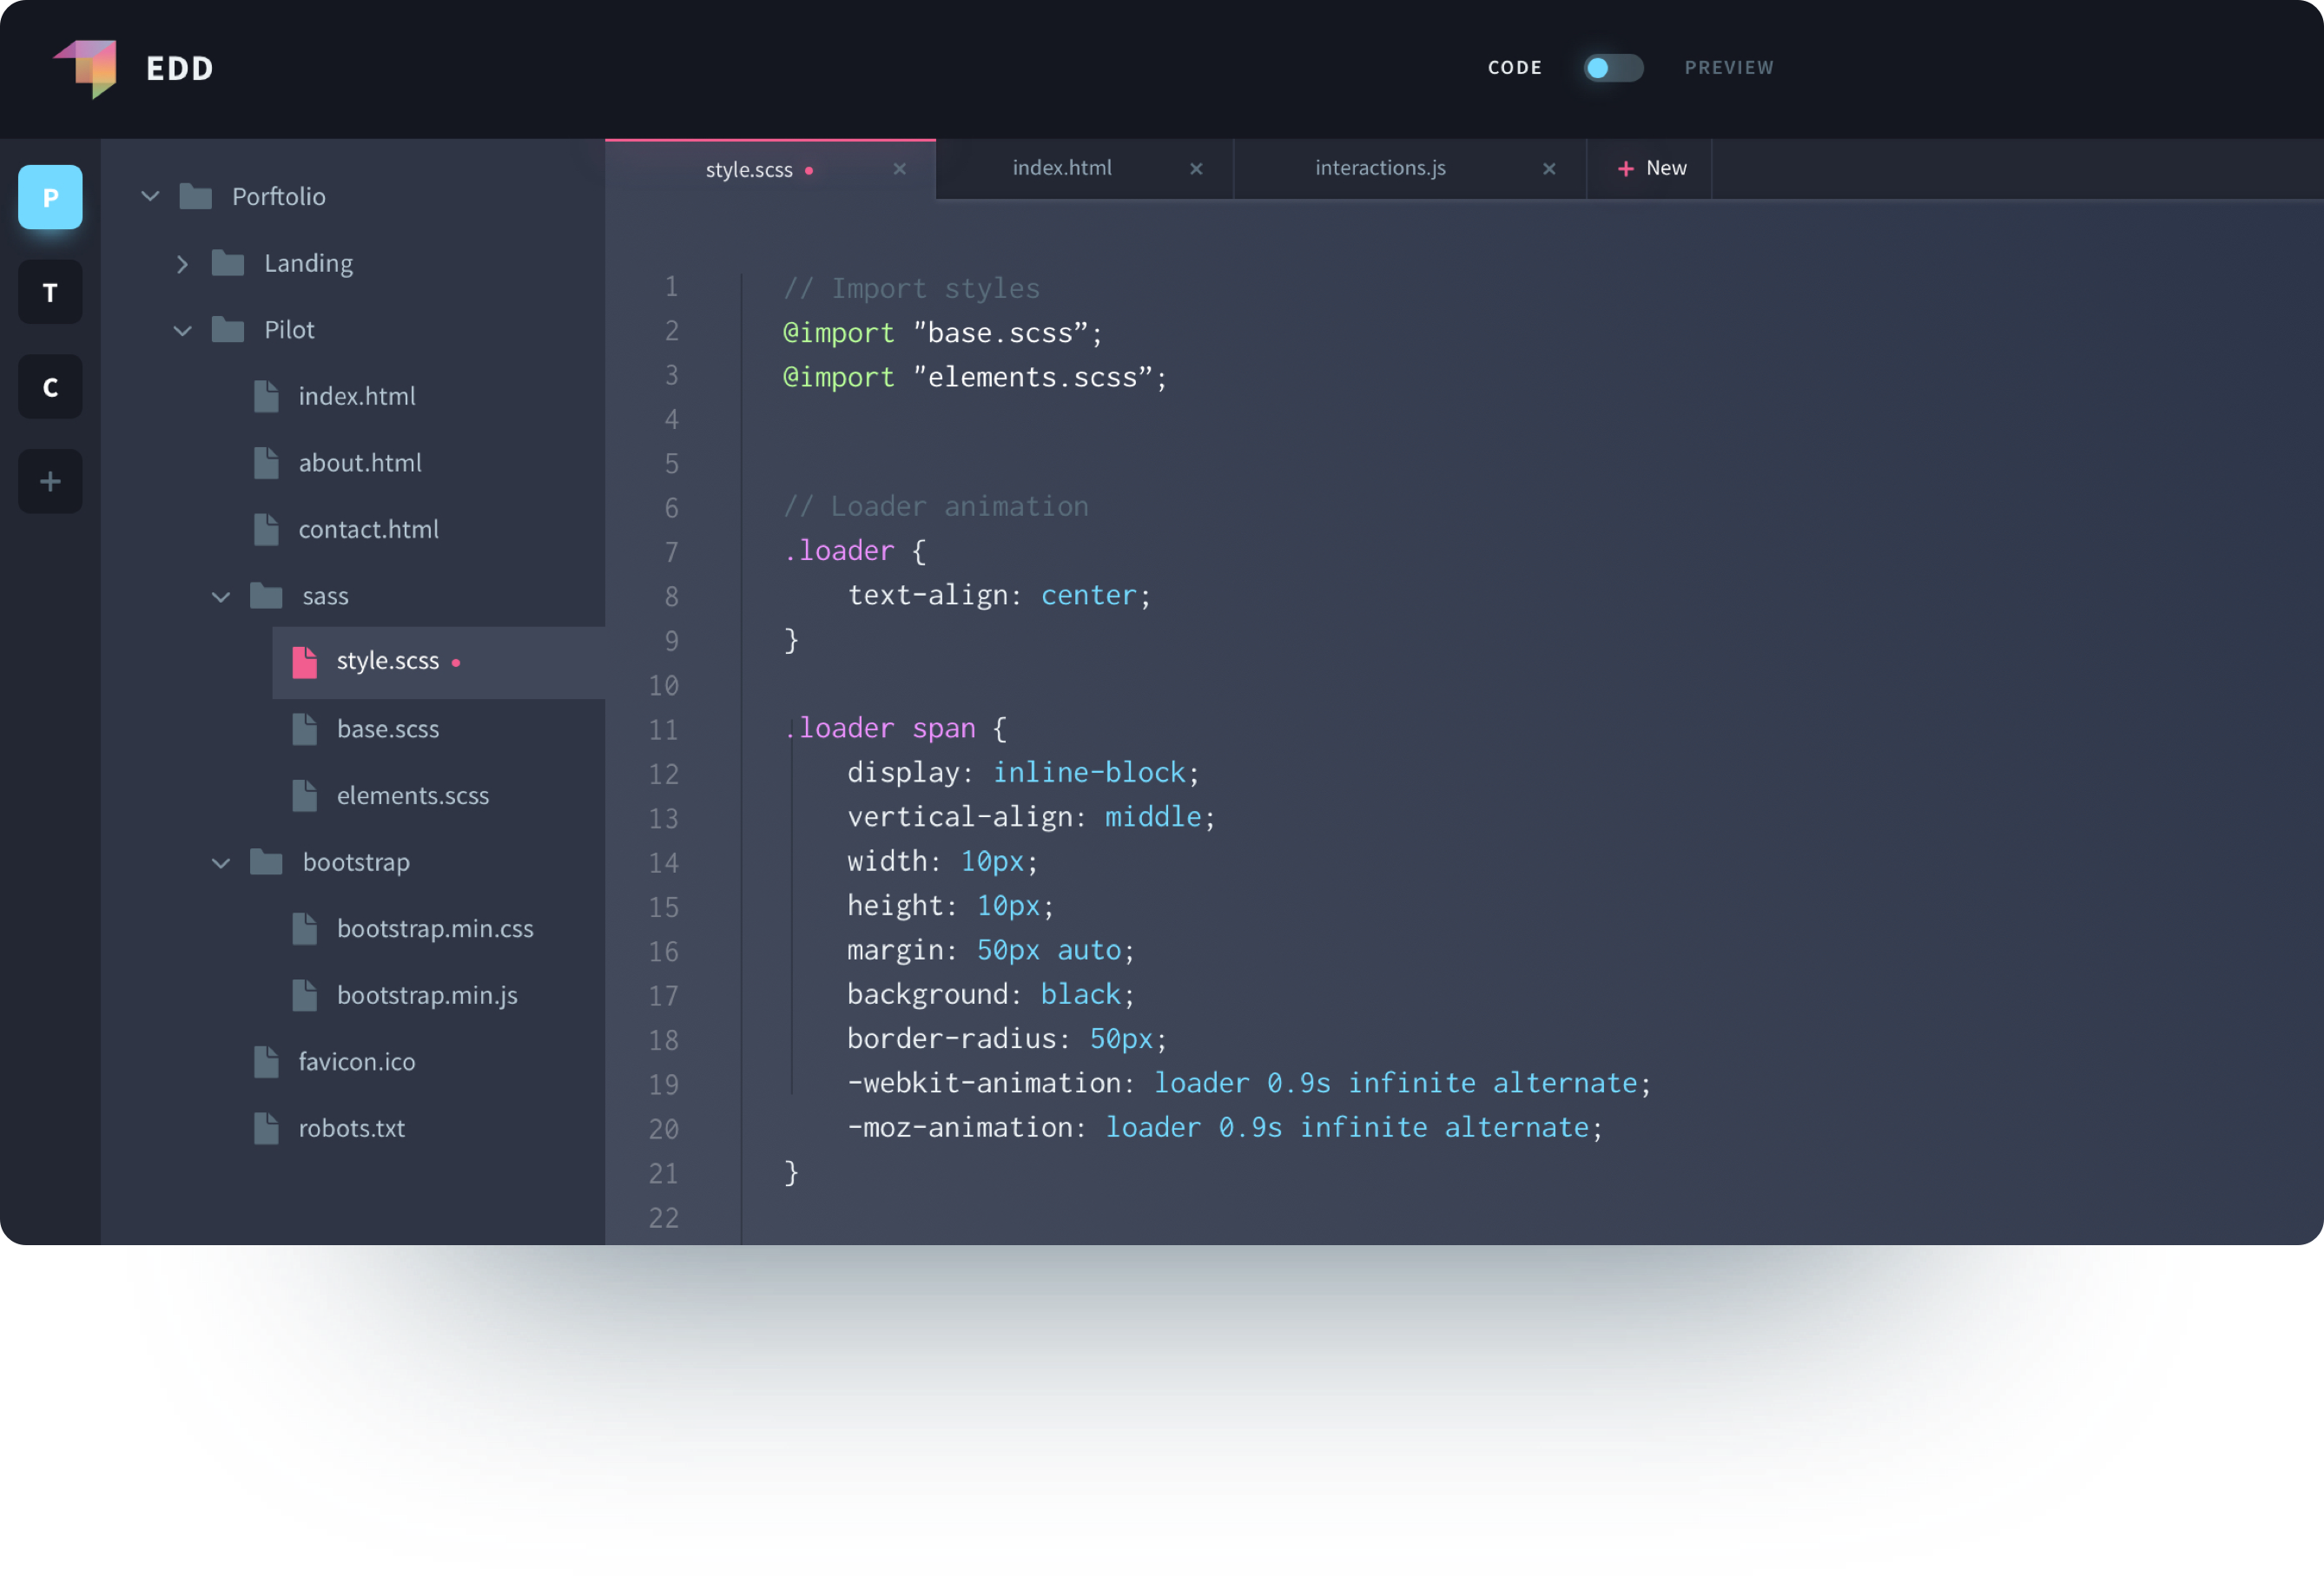 EDD
CODE PREVIEW
P
T
C
Porftolio
Landing
Pilot
index.html
about.html
contact.html
sass
style.scss
base.scss
elements.scss
bootstrap
bootstrap.min.css
bootstrap.min.js
favicon.ico
robots.txt
style.scss index.html interactions.js + New
1 // Import styles
2 @import "base.scss”;
3 @import "elements.scss”;
4
5
6 // Loader animation
7 .loader {
8 text-align: center;
9 }
10
11 .loader span {
12 display: inline-block;
13 vertical-align: middle;
14 width: 10px;
15 height: 10px;
16 margin: 50px auto;
17 background: black;
18 border-radius: 50px;
19 -webkit-animation: loader 0.9s infinite alternate;
20 -moz-animation: loader 0.9s infinite alternate;
21 }
22